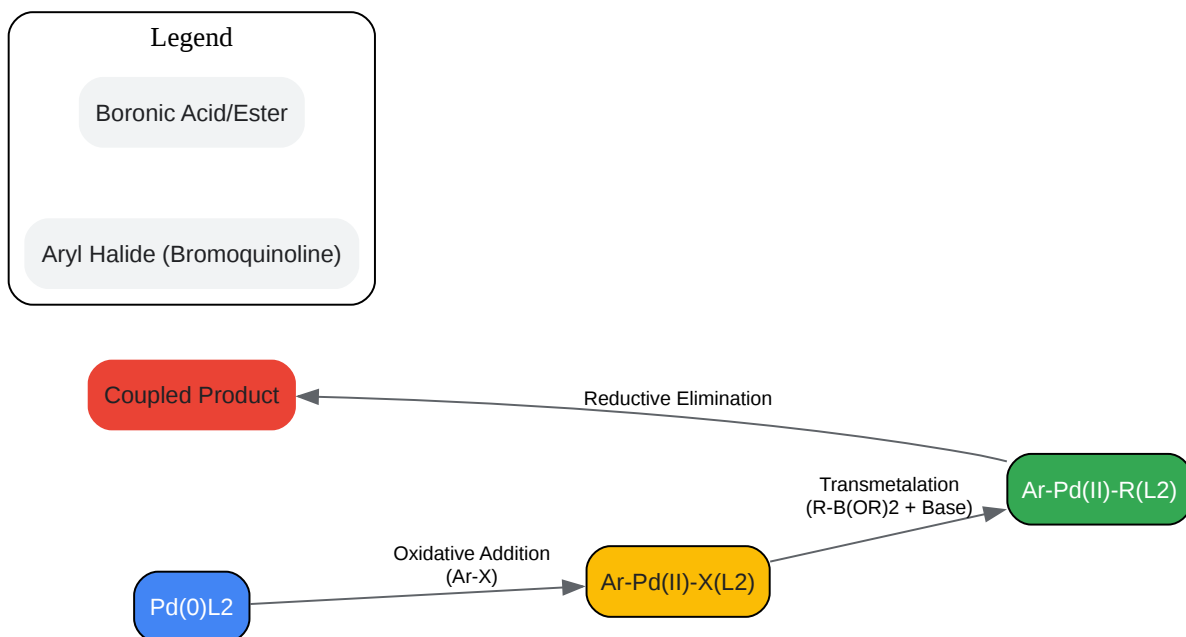 Legend
Boronic Acid/Ester
Aryl Halide (Bromoquinoline)
Coupled Product
Reductive Elimination
Ar-Pd(II)-R(L2)
Transmetalation
(R-B(OR)2 + Base)
Oxidative Addition
(Ar-X)
Ar-Pd(II)-X(L2)
Pd(0)L2